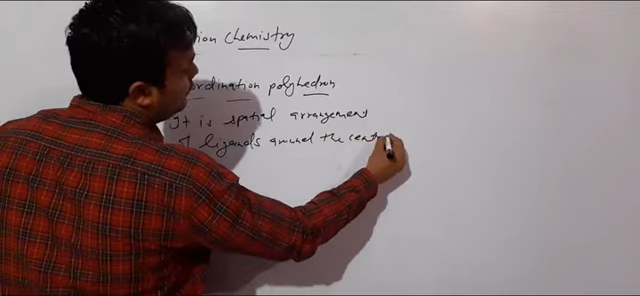 ion Chemistry
ordination polyhedron
It is spatial arrangement
of ligands around the cent